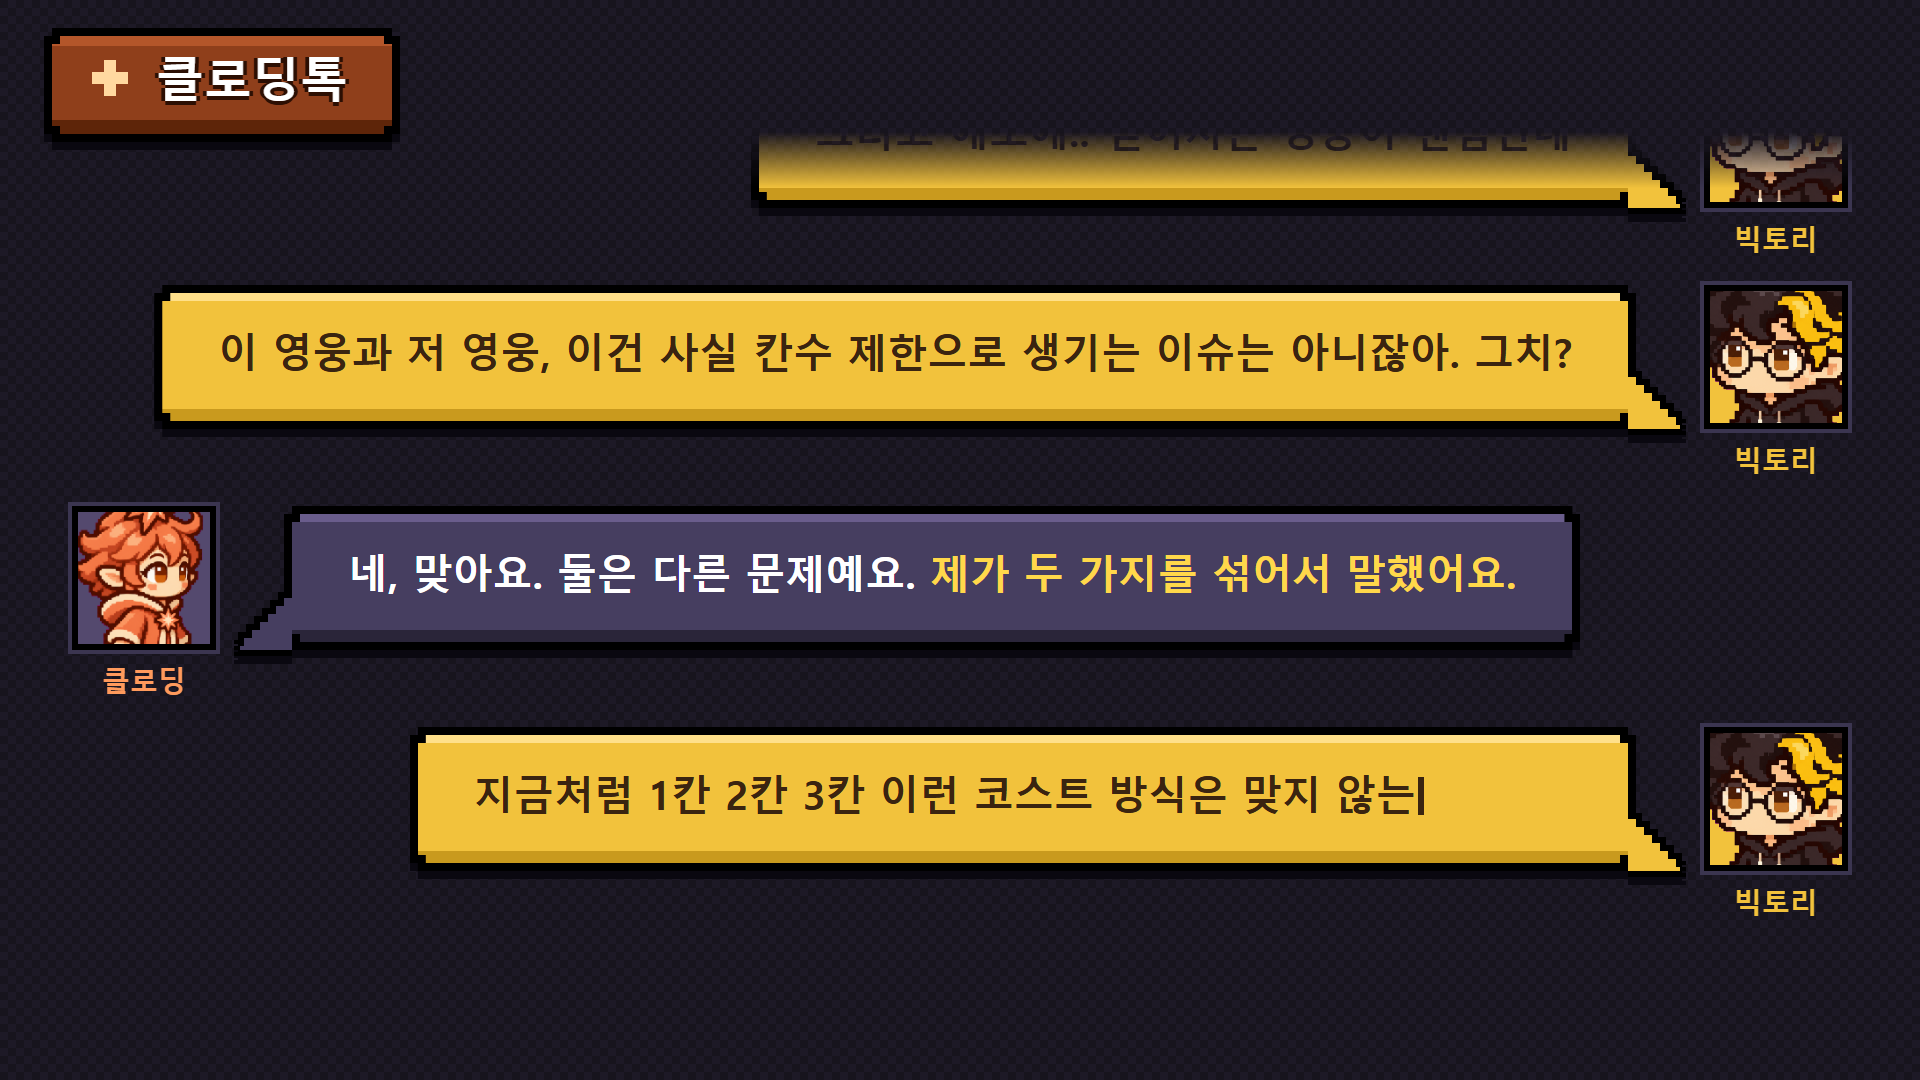 클로딩톡
빅토리
이 영웅과 저 영웅, 이건 사실 칸수 제한으로 생기는 이슈는 아니잖아. 그치?
빅토리
네, 맞아요. 둘은 다른 문제예요. 제가 두 가지를 섞어서 말했어요.
클로딩
지금처럼 1칸 2칸 3칸 이런 코스트 방식은 맞지 않는
빅토리